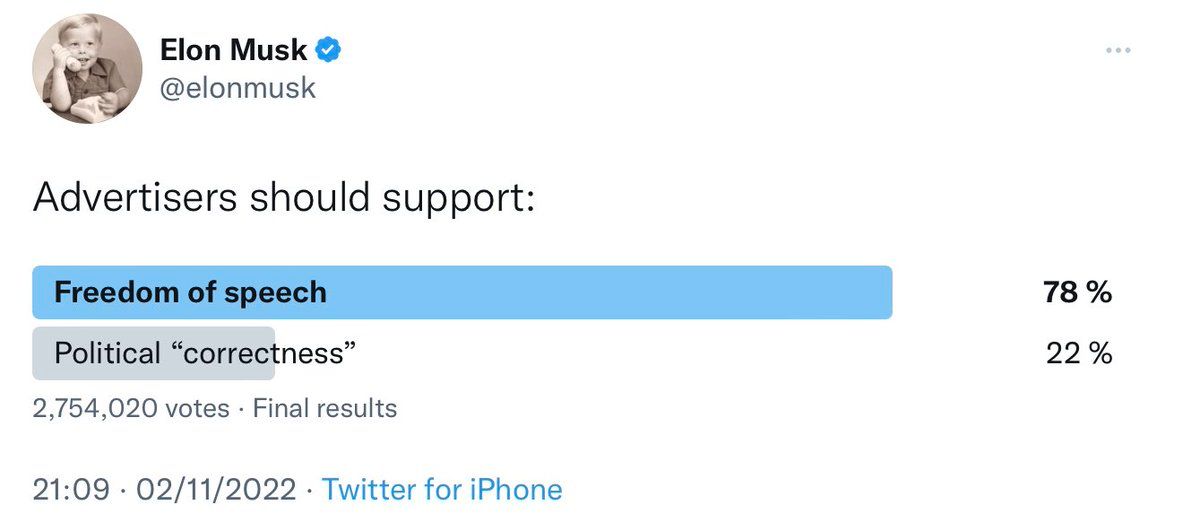 Elon Musk
@elonmusk
Advertisers should support:
Freedom of speech 78 %
Political “correctness” 22 %
2,754,020 votes · Final results
21:09 · 02/11/2022 · Twitter for iPhone